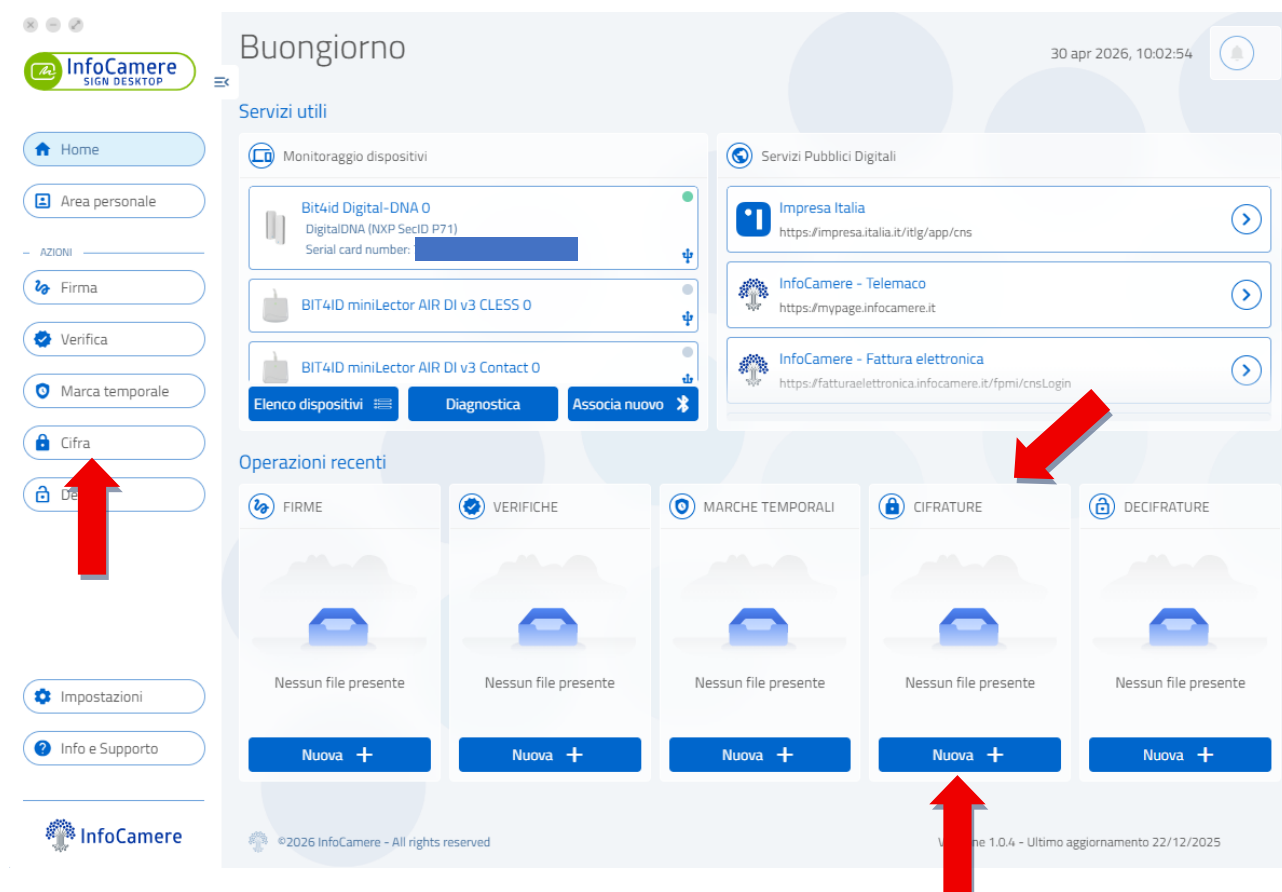 InfoCamere
SIGN DESKTOP
Home
Area personale
AZIONI
Firma
Verifica
Marca temporale
Cifra
Impostazioni
Info e Supporto
InfoCamere
Buongiorno
30 apr 2026, 10:02:54
Servizi utili
Monitoraggio dispositivi
Bit4id Digital-DNA 0
DigitalDNA (NXP SecID P71)
Serial card number:
BIT4ID miniLector AIR DI v3 CLESS 0
BIT4ID miniLector AIR DI v3 Contact 0
Elenco dispositivi
Diagnostica
Associa nuovo
Servizi Pubblici Digitali
Impresa Italia
https://impresa.italia.it/itlg/app/cns
InfoCamere - Telemaco
https://mypage.infocamere.it
InfoCamere - Fattura elettronica
https://fatturaelettronica.infocamere.it/fpmi/cnsLogin
Operazioni recenti
FIRME
Nessun file presente
Nuova +
VERIFICHE
Nessun file presente
Nuova +
MARCHE TEMPORALI
Nessun file presente
Nuova +
CIFRATURE
Nessun file presente
Nuova +
DECIFRATURE
Nessun file presente
Nuova +
©2026 InfoCamere - All rights reserved
1.0.4 - Ultimo aggiornamento 22/12/2025